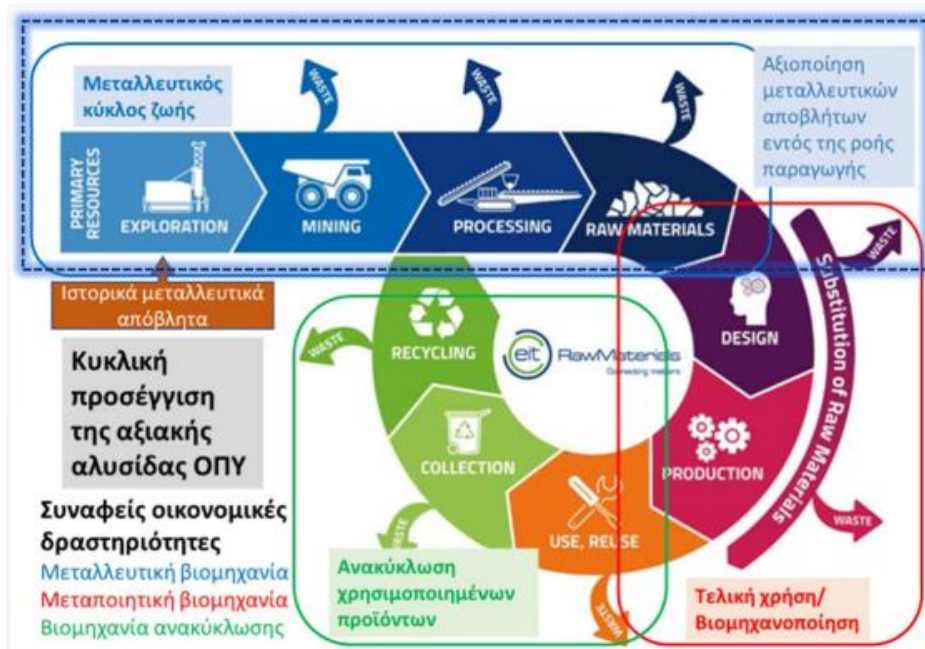 Μεταλλευτικός
κύκλος ζωής
WASTE
WASTE
WASTE
Αξιοποίηση
μεταλλευτικών
αποβλήτων
εντός της ροής
παραγωγής
PRIMARY
RESOURCES
EXPLORATION
MINING
PROCESSING
RAW MATERIALS
WASTE
Substitution of Raw Materials
Ιστορικά μεταλλευτικά
απόβλητα
DESIGN
WASTE
RECYCLING
eit RawMaterials
Connecting matters
Κυκλική
προσέγγιση
της αξιακής
αλυσίδας ΟΠΥ
COLLECTION
PRODUCTION
WASTE
WASTE
USE, REUSE
Συναφείς οικονομικές
δραστηριότητες
Μεταλλευτική βιομηχανία
Μεταποιητική βιομηχανία
Βιομηχανία ανακύκλωσης
Ανακύκλωση
χρησιμοποιημένων
προϊόντων
WASTE
Τελική χρήση/
Βιομηχανοποίηση